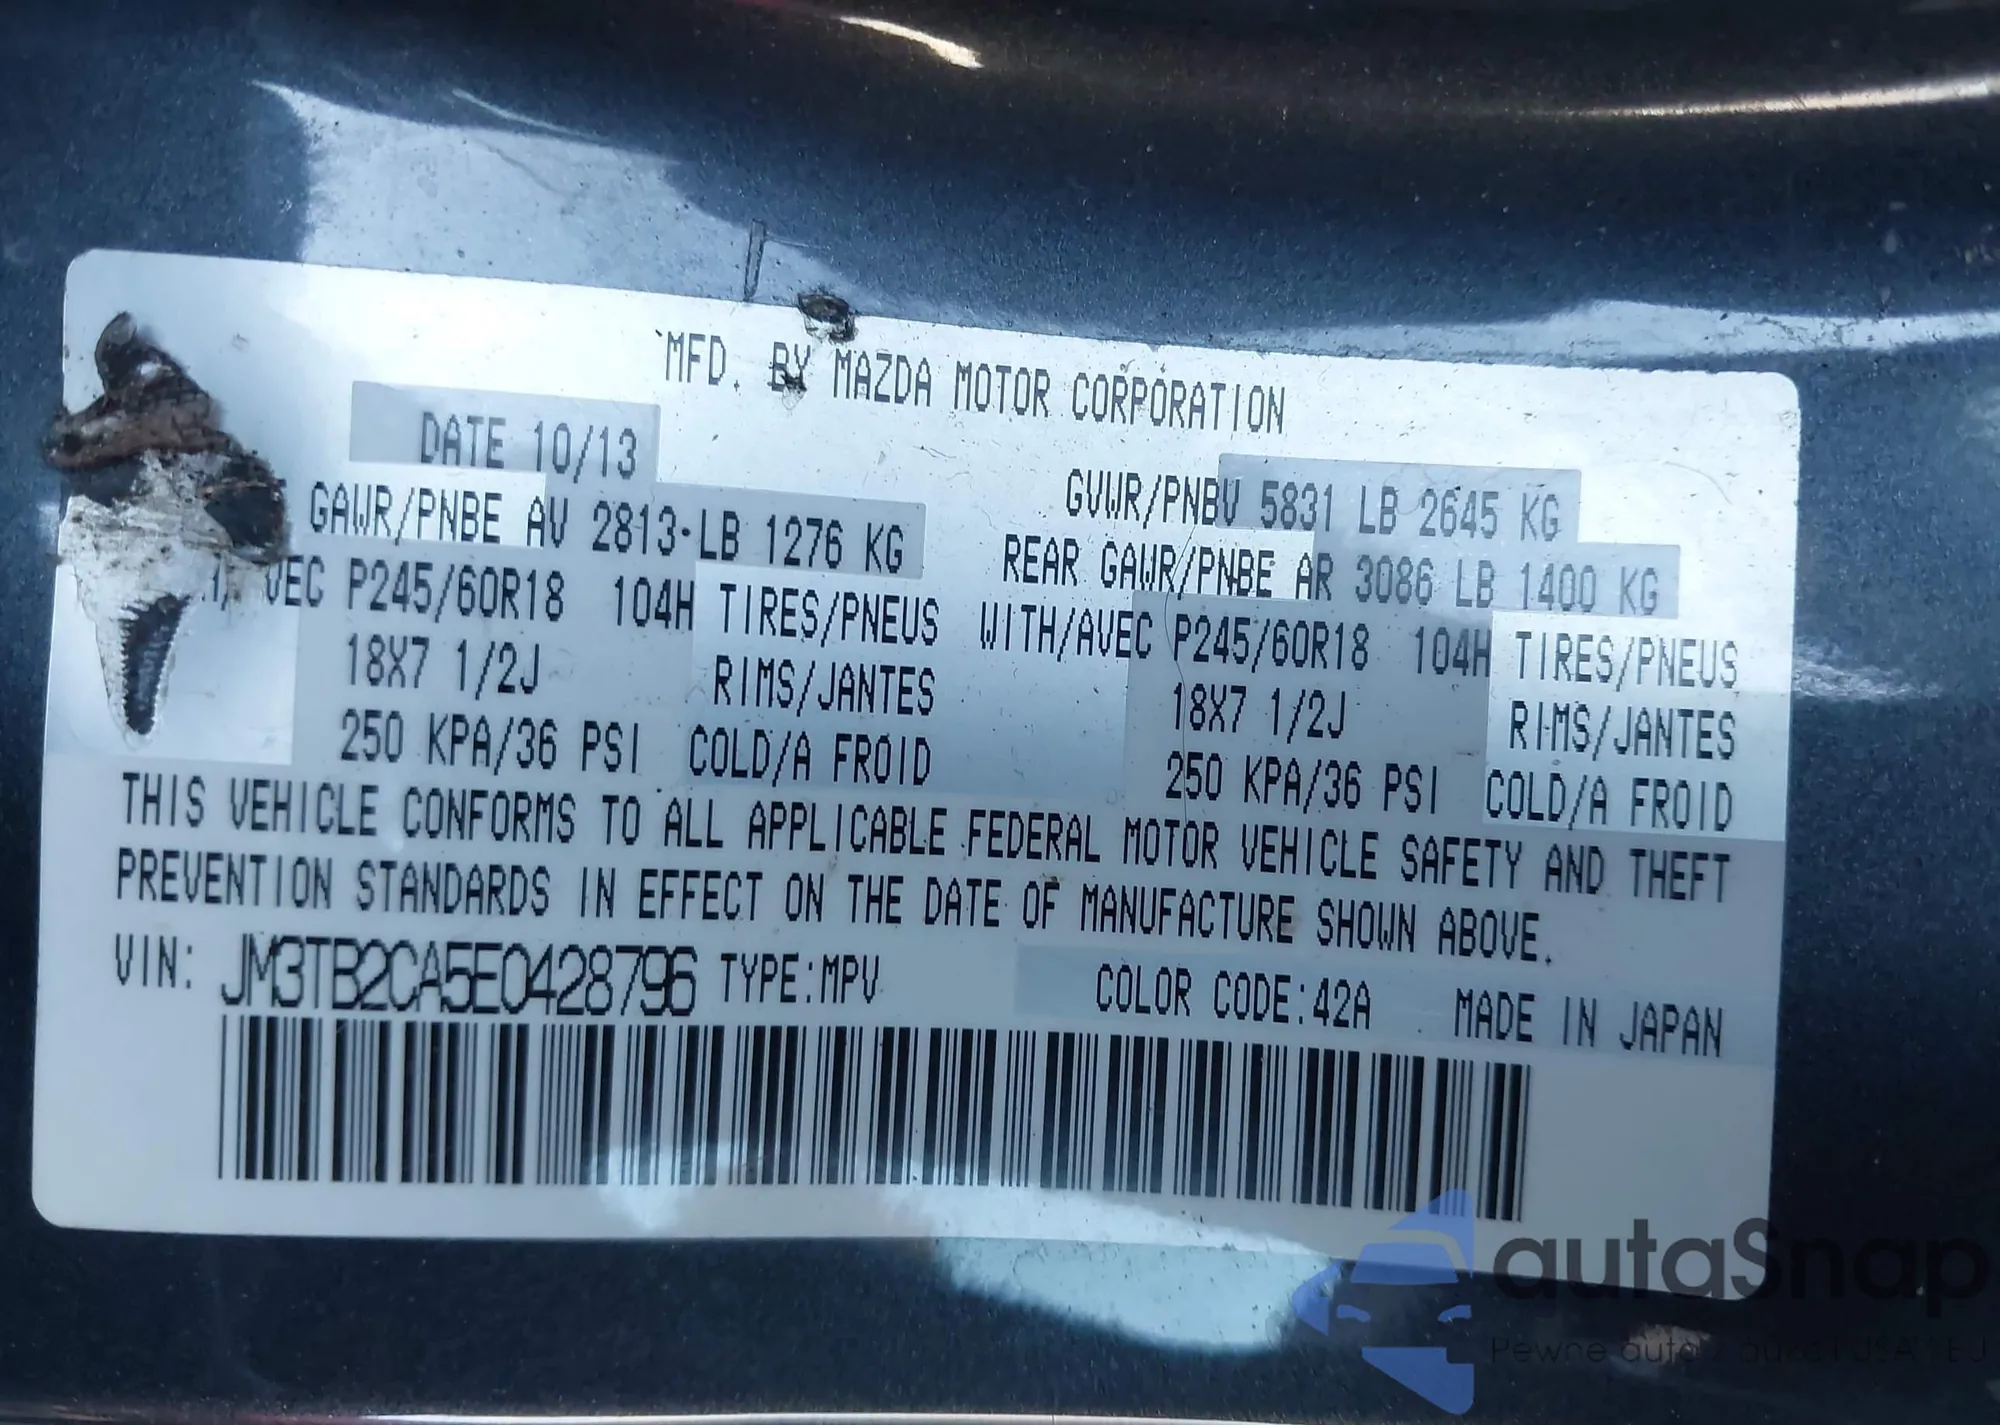 MFD. BY MAZDA MOTOR CORPORATION
DATE 10/13
GVWR/PNBV 5831 LB 2645 KG
GAWR/PNBE AV 2813 LB 1276 KG
REAR GAWR/PNBE AR 3086 LB 1400 KG
P245/60R18 104H TIRES/PNEUS WITH/AVEC P245/60R18 104H TIRES/PNEUS
18X7 1/2J RIMS/JANTES 18X7 1/2J RIMS/JANTES
250 KPA/36 PSI COLD/A FROID 250 KPA/36 PSI COLD/A FROID
THIS VEHICLE CONFORMS TO ALL APPLICABLE FEDERAL MOTOR VEHICLE SAFETY AND THEFT
PREVENTION STANDARDS IN EFFECT ON THE DATE OF MANUFACTURE SHOWN ABOVE.
VIN: JM3TB2CA5E0428796 TYPE:MPV COLOR CODE:42A MADE IN JAPAN
autaSnap
Pewne auta z aukcji USA i EU